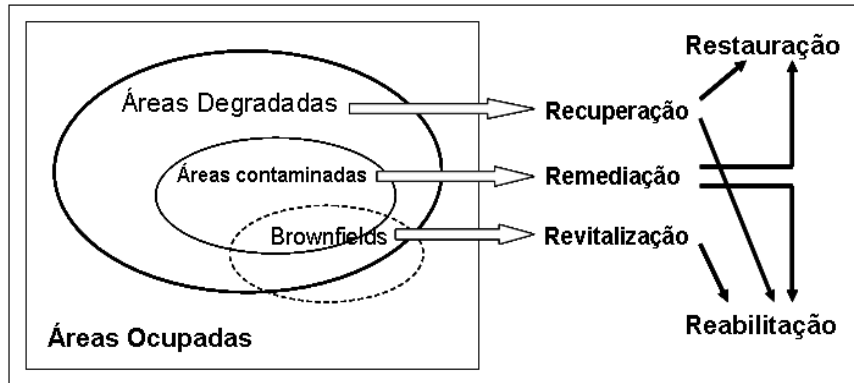 Restauração
Áreas Degradadas
Recuperação
Áreas contaminadas
Remediação
Brownfields
Revitalização
Áreas Ocupadas
Reabilitação